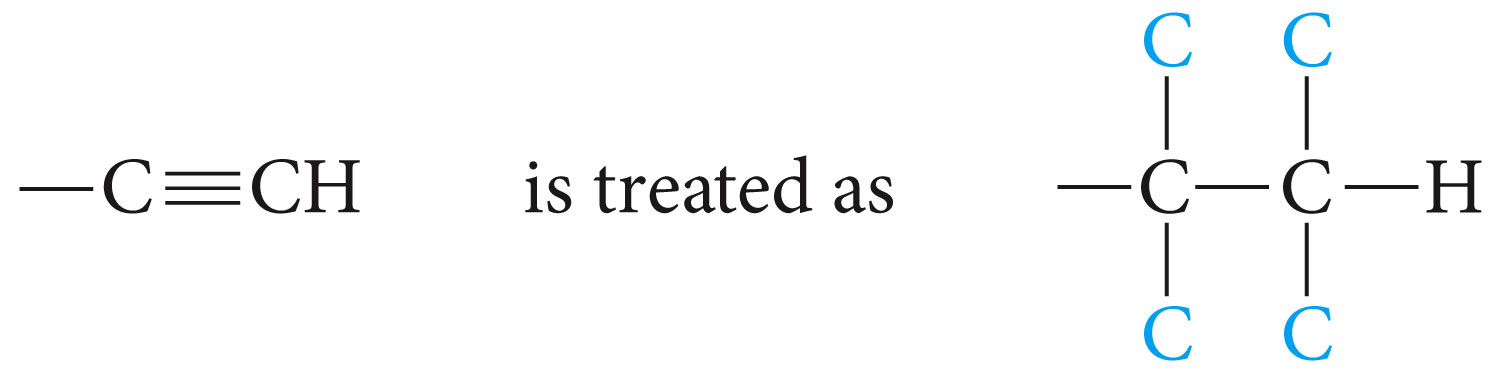 C C
—C≡CH is treated as —C—C—H
C C